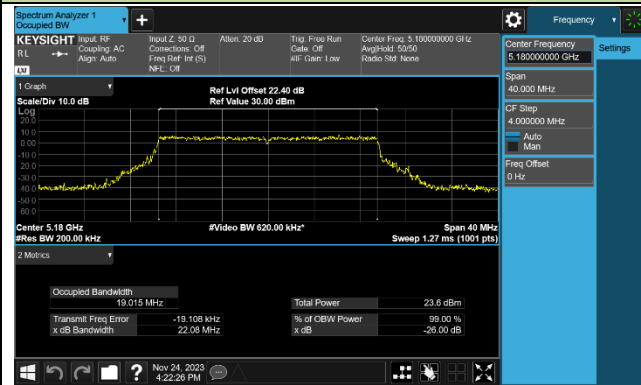 Spectrum Analyzer 1
Occupied BW
Frequency
KEYSIGHT
RL
LXI
Input: RF
Coupling: AC
Align: Auto
Input Z: 50 Ω
Corrections: Off
Freq Ref: Int (S)
NFE: Off
Atten: 20 dB
Trig: Free Run
Gate: Off
#IF Gain: Low
Center Freq: 5.180000000 GHz
Avg|Hold: 50/50
Radio Std: None
Center Frequency
5.180000000 GHz
Settings
Span
40.000 MHz
CF Step
4.000000 MHz
Auto
Man
Freq Offset
0 Hz
1 Graph
Scale/Div 10.0 dB
Ref Lvl Offset 22.40 dB
Ref Value 30.00 dBm
Log
20.0
10.0
0.00
-10.0
-20.0
-30.0
-40.0
-50.0
-60.0
Center 5.18 GHz
#Res BW 200.00 kHz
#Video BW 620.00 kHz*
Span 40 MHz
Sweep 1.27 ms (1001 pts)
2 Metrics
Occupied Bandwidth
19.015 MHz
Total Power 23.6 dBm
Transmit Freq Error -19.108 kHz
% of OBW Power 99.00 %
x dB Bandwidth 22.08 MHz
x dB -26.00 dB
?
Nov 24, 2023
4:22:26 PM